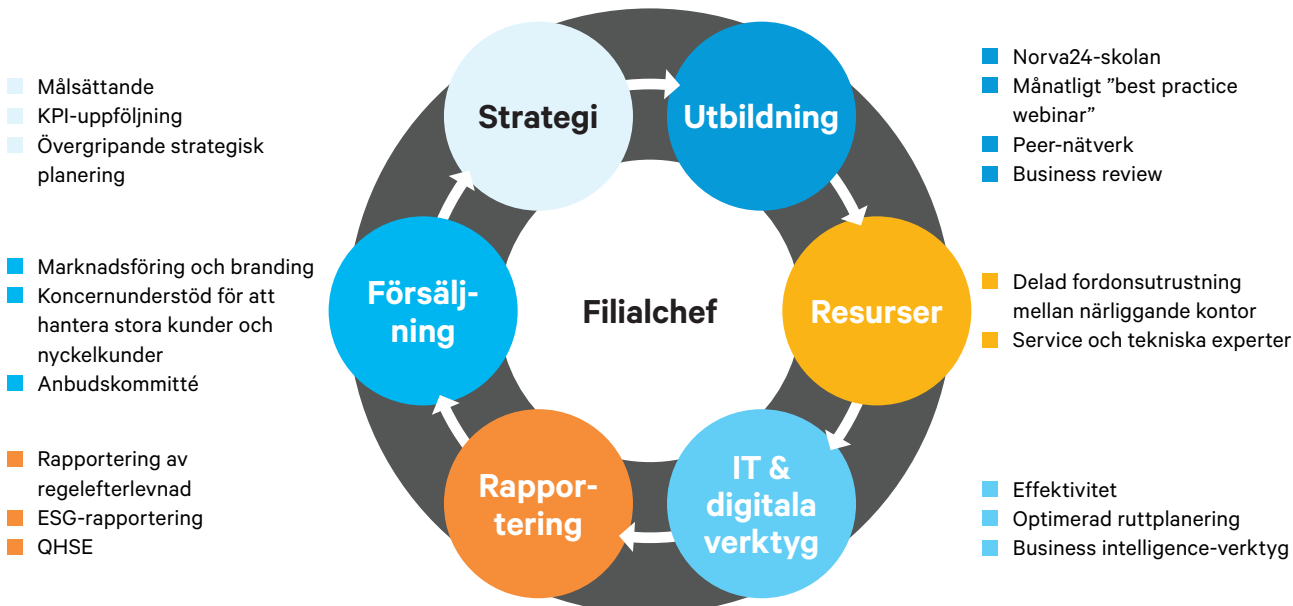 Målsättande
KPI-uppföljning
Övergripande strategisk
planering
Strategi
Utbildning
Norva24-skolan
Månatligt ”best practice
webinar”
Peer-nätverk
Business review
Marknadsföring och branding
Koncernunderstöd för att
hantera stora kunder och
nyckelkunder
Anbudskommitté
Försälj-
ning
Filialchef
Resurser
Delad fordonsutrustning
mellan närliggande kontor
Service och tekniska experter
Rapportering av
regelefterlevnad
ESG-rapportering
QHSE
Rappor-
tering
IT &
digitala
verktyg
Effektivitet
Optimerad ruttplanering
Business intelligence-verktyg